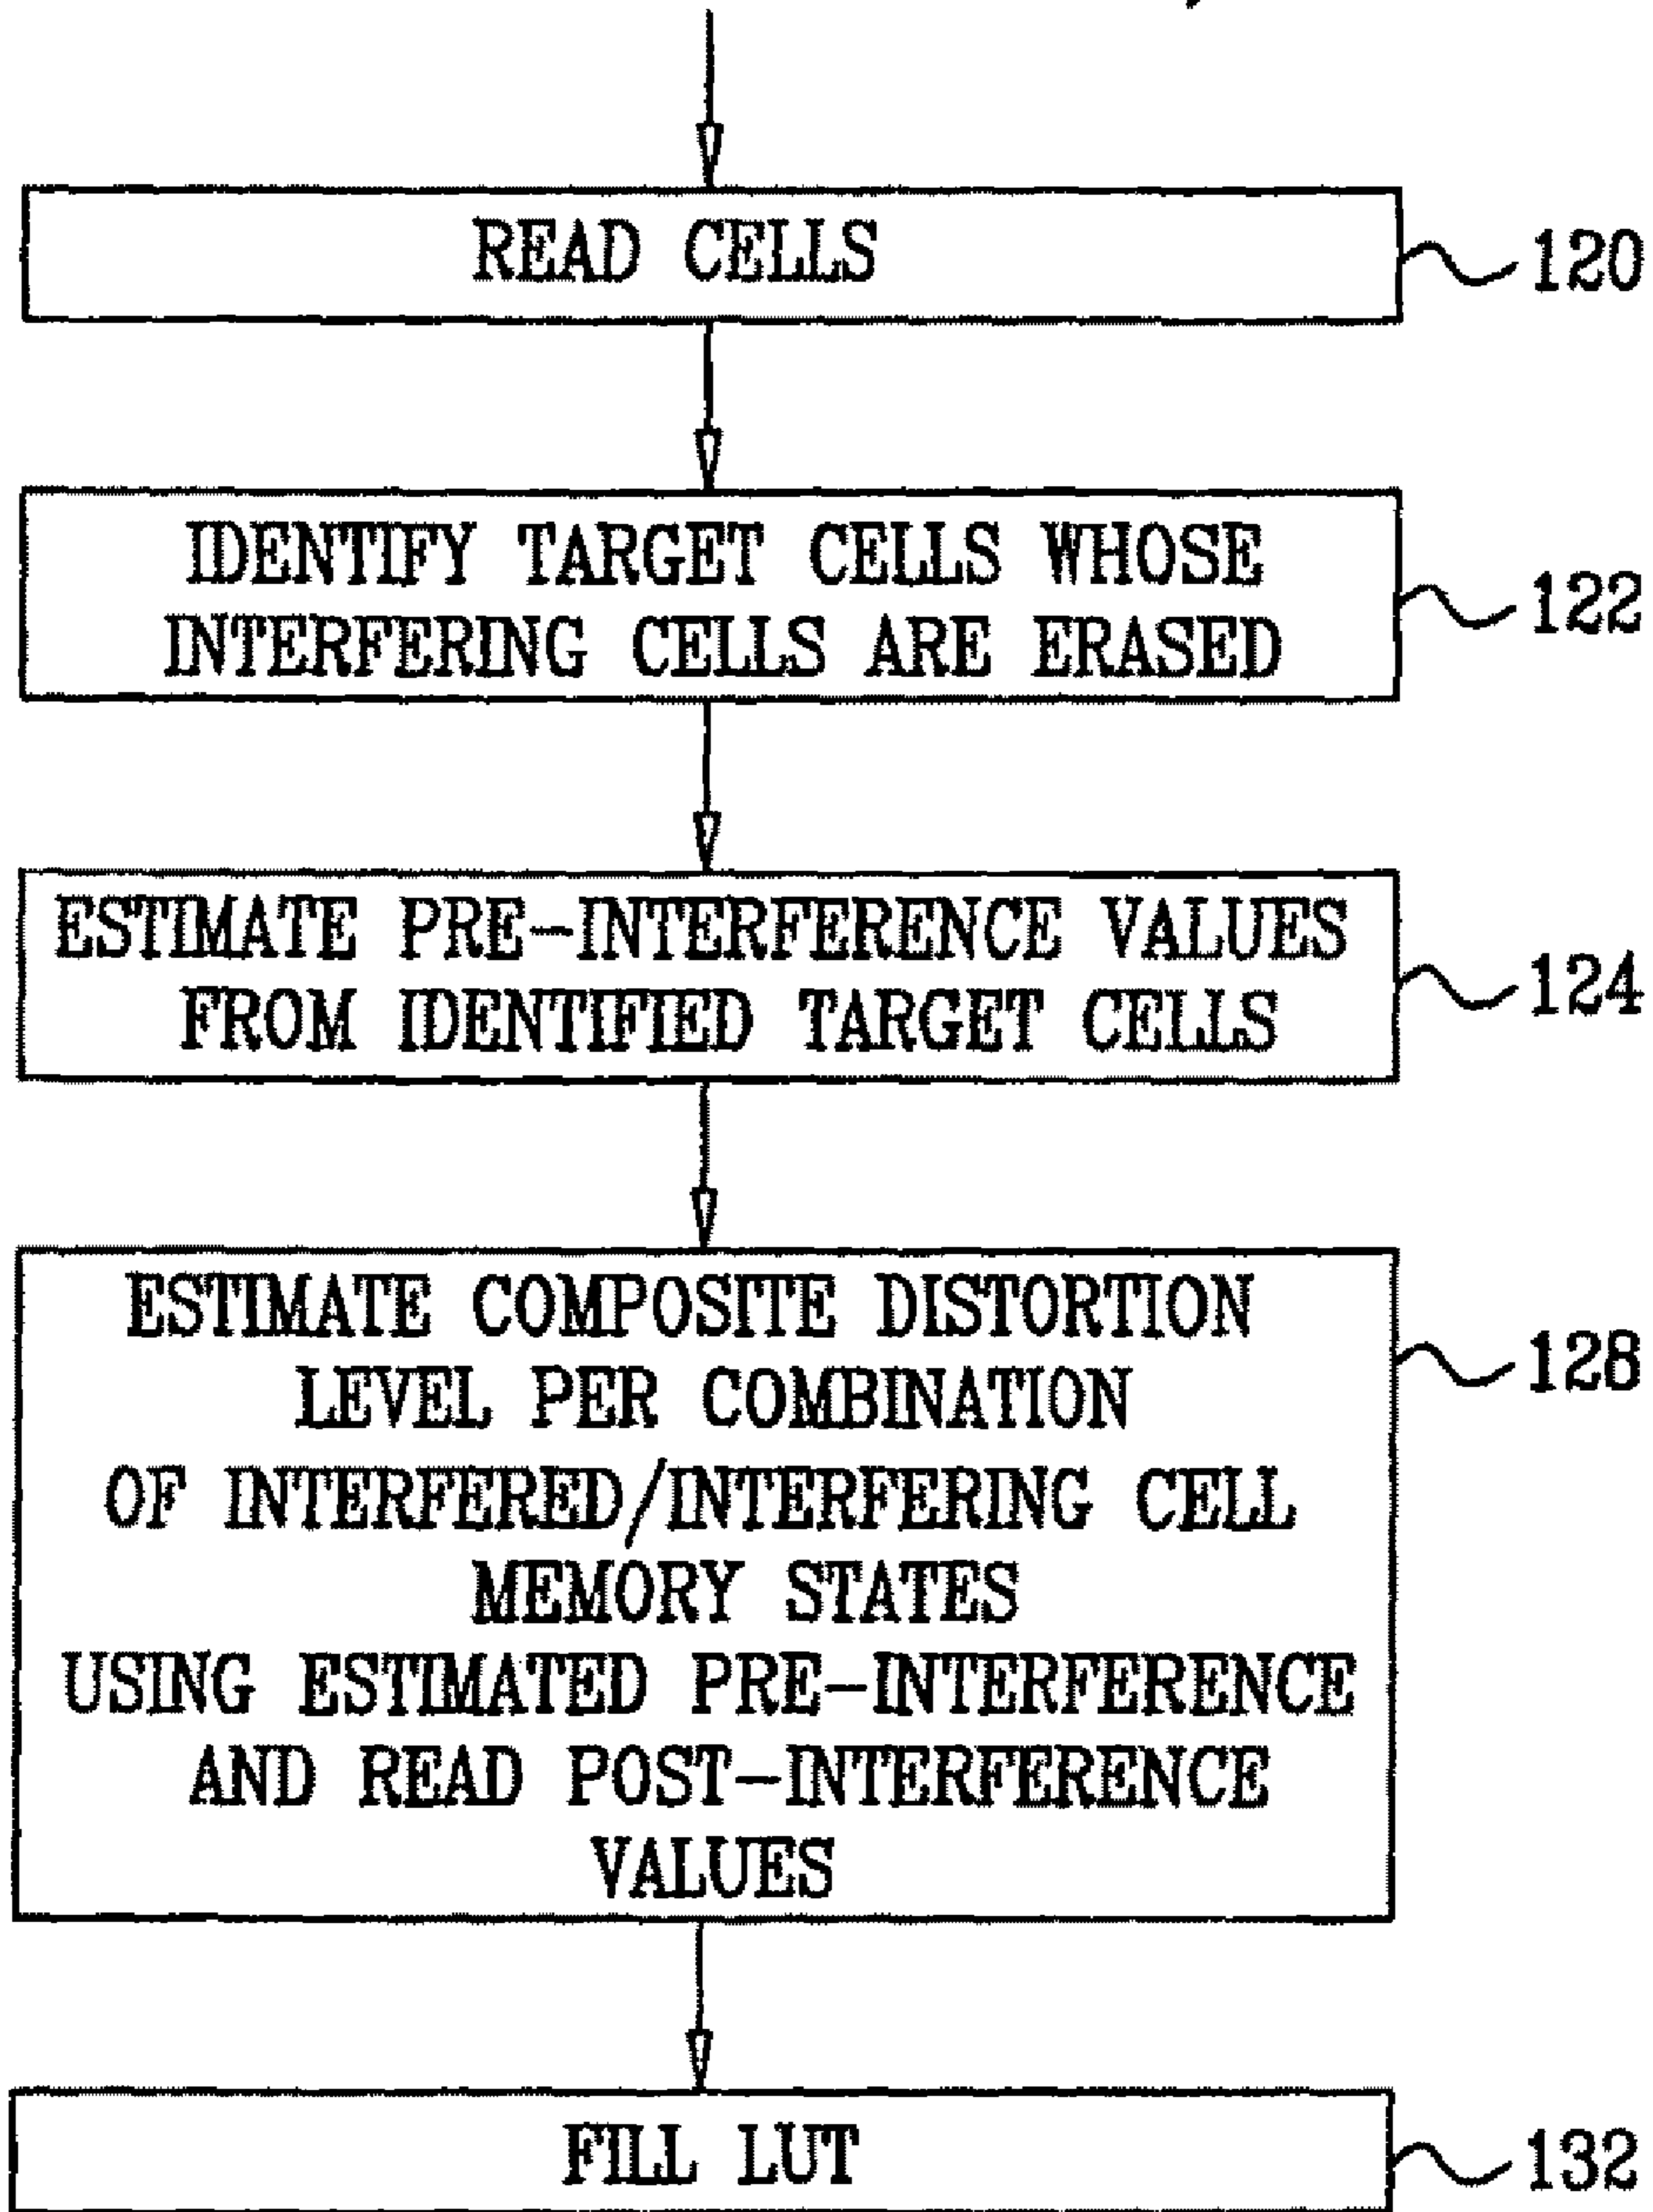 READ CELLS
120
IDENTIFY TARGET CELLS WHOSE
INTERFERING CELLS ARE ERASED
122
ESTIMATE PRE-INTERFERENCE VALUES
FROM IDENTIFIED TARGET CELLS
124
ESTIMATE COMPOSITE DISTORTION
LEVEL PER COMBINATION
OF INTERFERED/INTERFERING CELL
MEMORY STATES
USING ESTIMATED PRE-INTERFERENCE
AND READ POST-INTERFERENCE
VALUES
128
FILL LUT
132